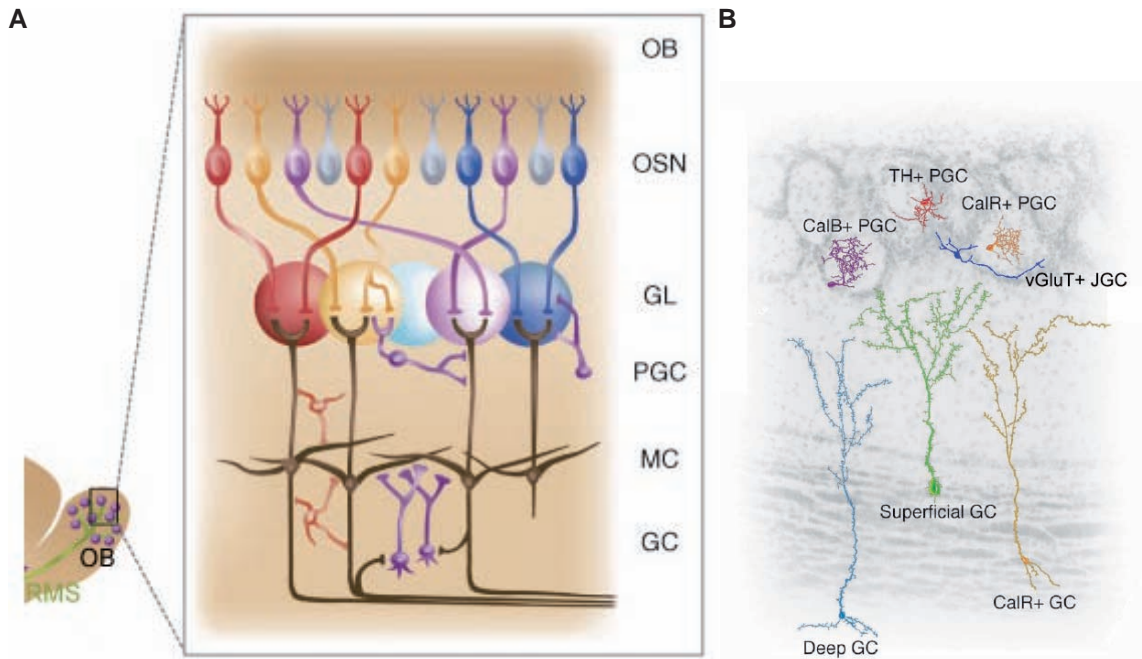 A
OB
OSN
GL
PGC
MC
GC
OB
RMS
B
TH+ PGC
CalR+ PGC
CalB+ PGC
vGluT+ JGC
Superficial GC
CalR+ GC
Deep GC